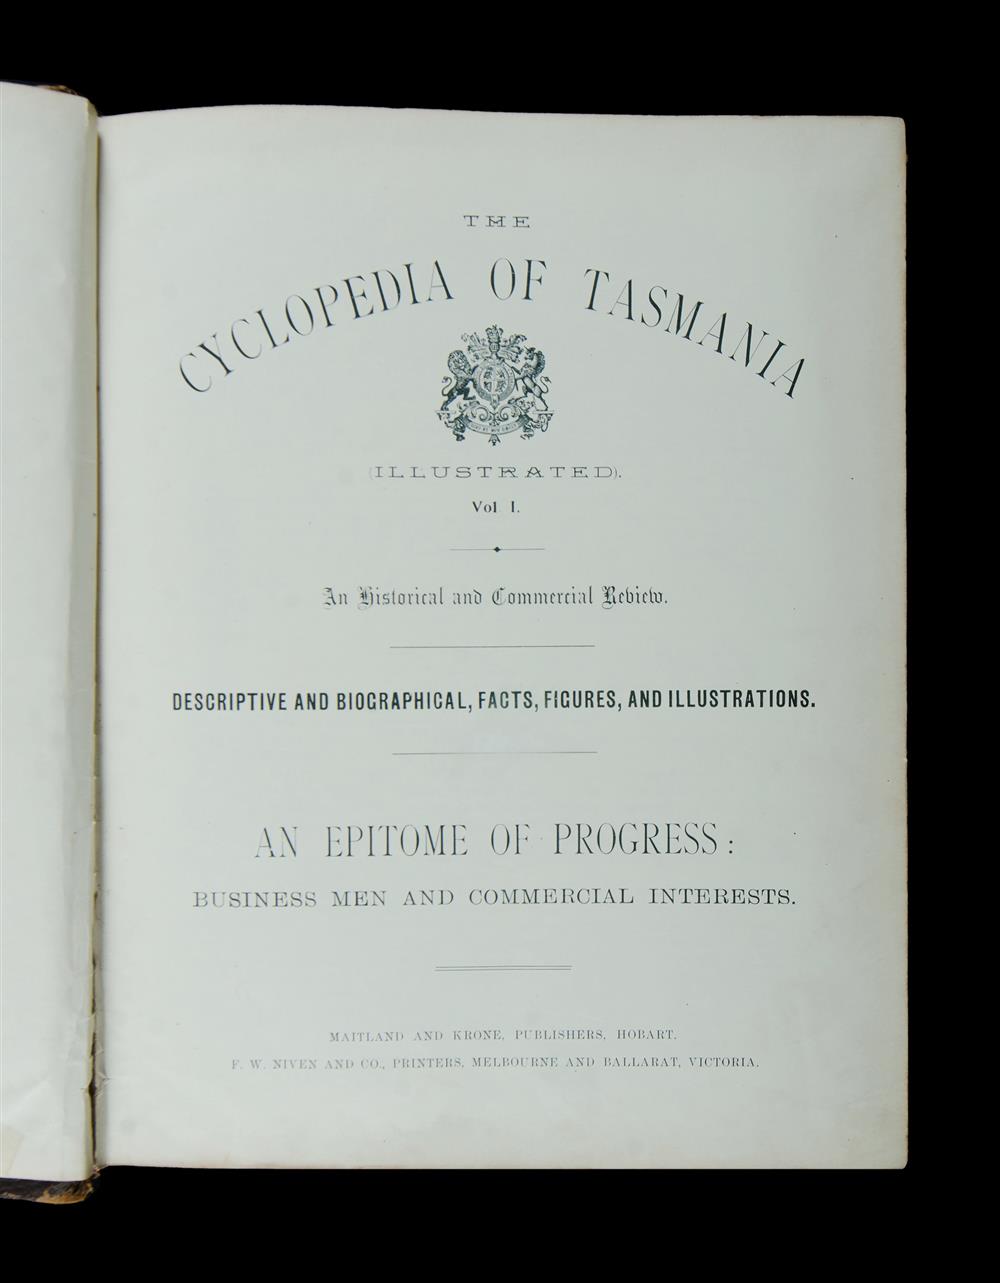 THE
CYCLOPEDIA OF TASMANIA
(ILLUSTRATED).
Vol I.
An Historical and Commercial Review.
DESCRIPTIVE AND BIOGRAPHICAL, FACTS, FIGURES, AND ILLUSTRATIONS.
AN EPITOME OF PROGRESS:
BUSINESS MEN AND COMMERCIAL INTERESTS.
MAITLAND AND KRONE, PUBLISHERS, HOBART.
F. W. NIVEN AND CO., PRINTERS, MELBOURNE AND BALLARAT, VICTORIA.